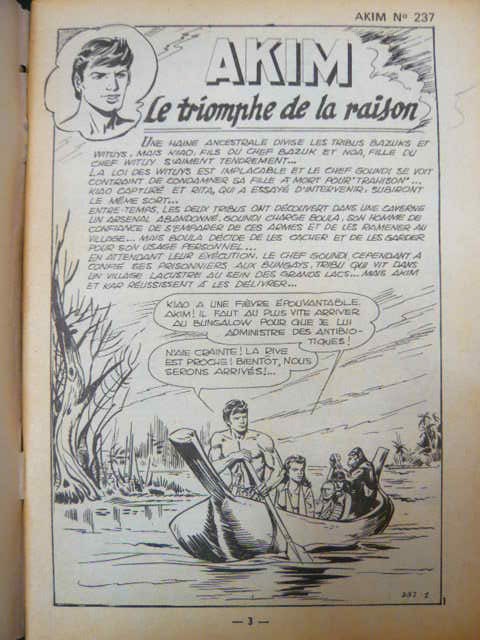 AKIM Nº 237
AKIM
Le triomphe de la raison
UNE HAINE ANCESTRALE DIVISE LES TRIBUS BAZUKS ET
WITUYS, MAIS KIAO, FILS DU CHEF BAZUK ET NOA, FILLE DU
CHEF WITUY S'AIMENT TENDREMENT...
LA LOI DES WITUYS EST IMPLACABLE ET LE CHEF GOUNDI SE VOIT
CONTRAINT DE CONDAMNER SA FILLE A MORT POUR "TRAHISON"...
KIAO CAPTURÉ ET RITA, QUI A ESSAYÉ D'INTERVENIR, SUBIRONT
LE MÊME SORT...
ENTRE-TEMPS, LES DEUX TRIBUS ONT DÉCOUVERT DANS UNE CAVERNE
UN ARSENAL ABANDONNÉ. GOUNDI CHARGE BOULA, SON HOMME DE
CONFIANCE DE S'EMPARER DE CES ARMES ET DE LES RAMENER AU
VILLAGE... MAIS BOULA DÉCIDE DE LES CACHER ET DE LES GARDER
POUR SON USAGE PERSONNEL...
EN ATTENDANT LEUR EXÉCUTION, LE CHEF GOUNDI, CEPENDANT A
CONFIÉ SES PRISONNIERS AUX BUNGAYS, TRIBU QUI VIT DANS
UN VILLAGE LACUSTRE AU SEIN DES GRANDS LACS... MAIS AKIM
ET KAR RÉUSSISSENT À LES DÉLIVRER...
KIAO A UNE FIÈVRE ÉPOUVANTABLE,
AKIM! IL FAUT AU PLUS VITE ARRIVER
AU BUNGALOW POUR QUE JE LUI
ADMINISTRE DES ANTIBIO-
TIQUES!
N'AIE CRAINTE! LA RIVE
EST PROCHE! BIENTÔT, NOUS
SERONS ARRIVÉS!...
237-1
— 3 —